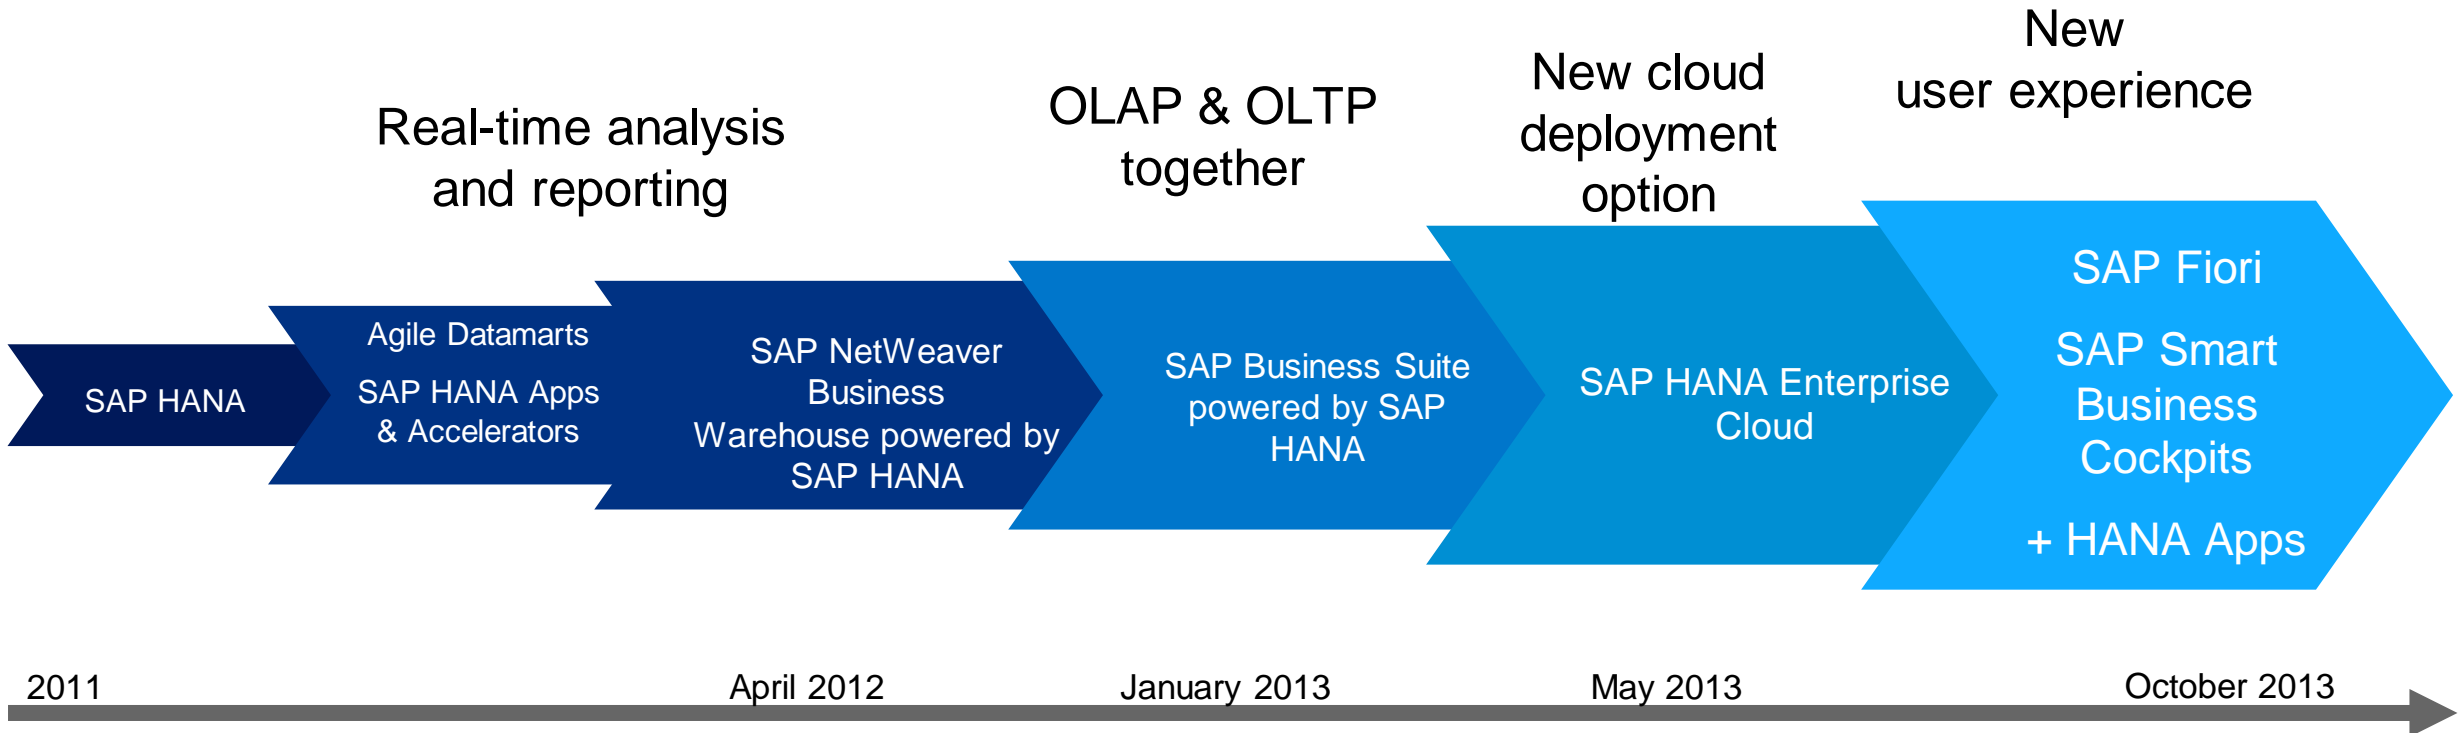 New
user experience
New cloud
deployment
option
OLAP & OLTP
together
Real-time analysis
and reporting
SAP HANA
Agile Datamarts
SAP HANA Apps
& Accelerators
SAP NetWeaver
Business
Warehouse powered by
SAP HANA
SAP Business Suite
powered by SAP
HANA
SAP HANA Enterprise
Cloud
SAP Fiori
SAP Smart
Business
Cockpits
+ HANA Apps
2011
April 2012
January 2013
May 2013
October 2013